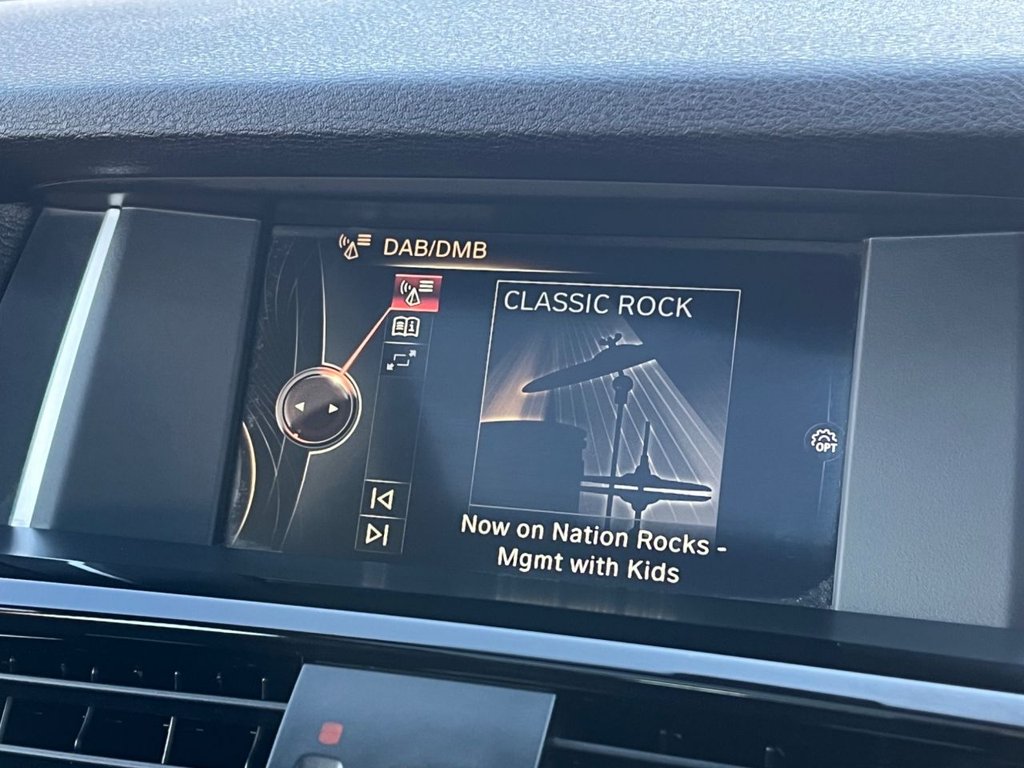 DAB/DMB
CLASSIC ROCK
OPT
Now on Nation Rocks -
Mgmt with Kids